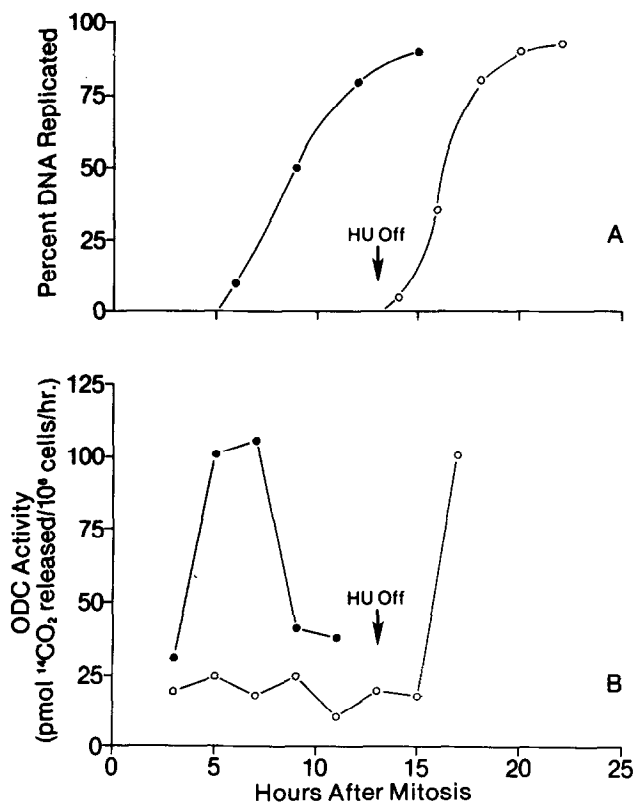 Percent DNA Replicated
100
75
50
25
0
HU Off
A
ODC Activity
(pmol ¹⁴CO₂ released/10⁶ cells/hr.)
125
100
75
50
25
0
HU Off
B
0 5 10 15 20 25
Hours After Mitosis